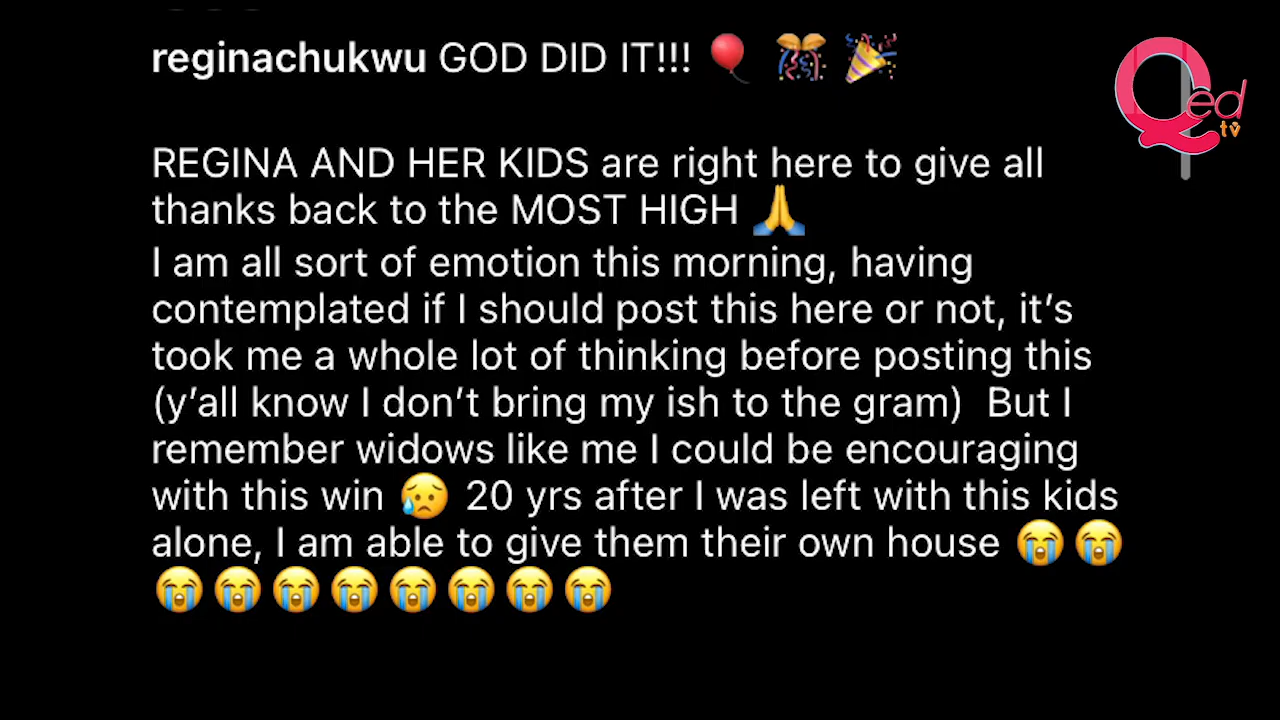 reginachukwu GOD DID IT!!! 🎈 🎊 🎉
REGINA AND HER KIDS are right here to give all
thanks back to the MOST HIGH 🙏
I am all sort of emotion this morning, having
contemplated if I should post this here or not, it’s
took me a whole lot of thinking before posting this
(y’all know I don’t bring my ish to the gram)  But I
remember widows like me I could be encouraging
with this win 😥 20 yrs after I was left with this kids
alone, I am able to give them their own house 😭😭
😭😭😭😭😭😭😭😭
Qed
tv